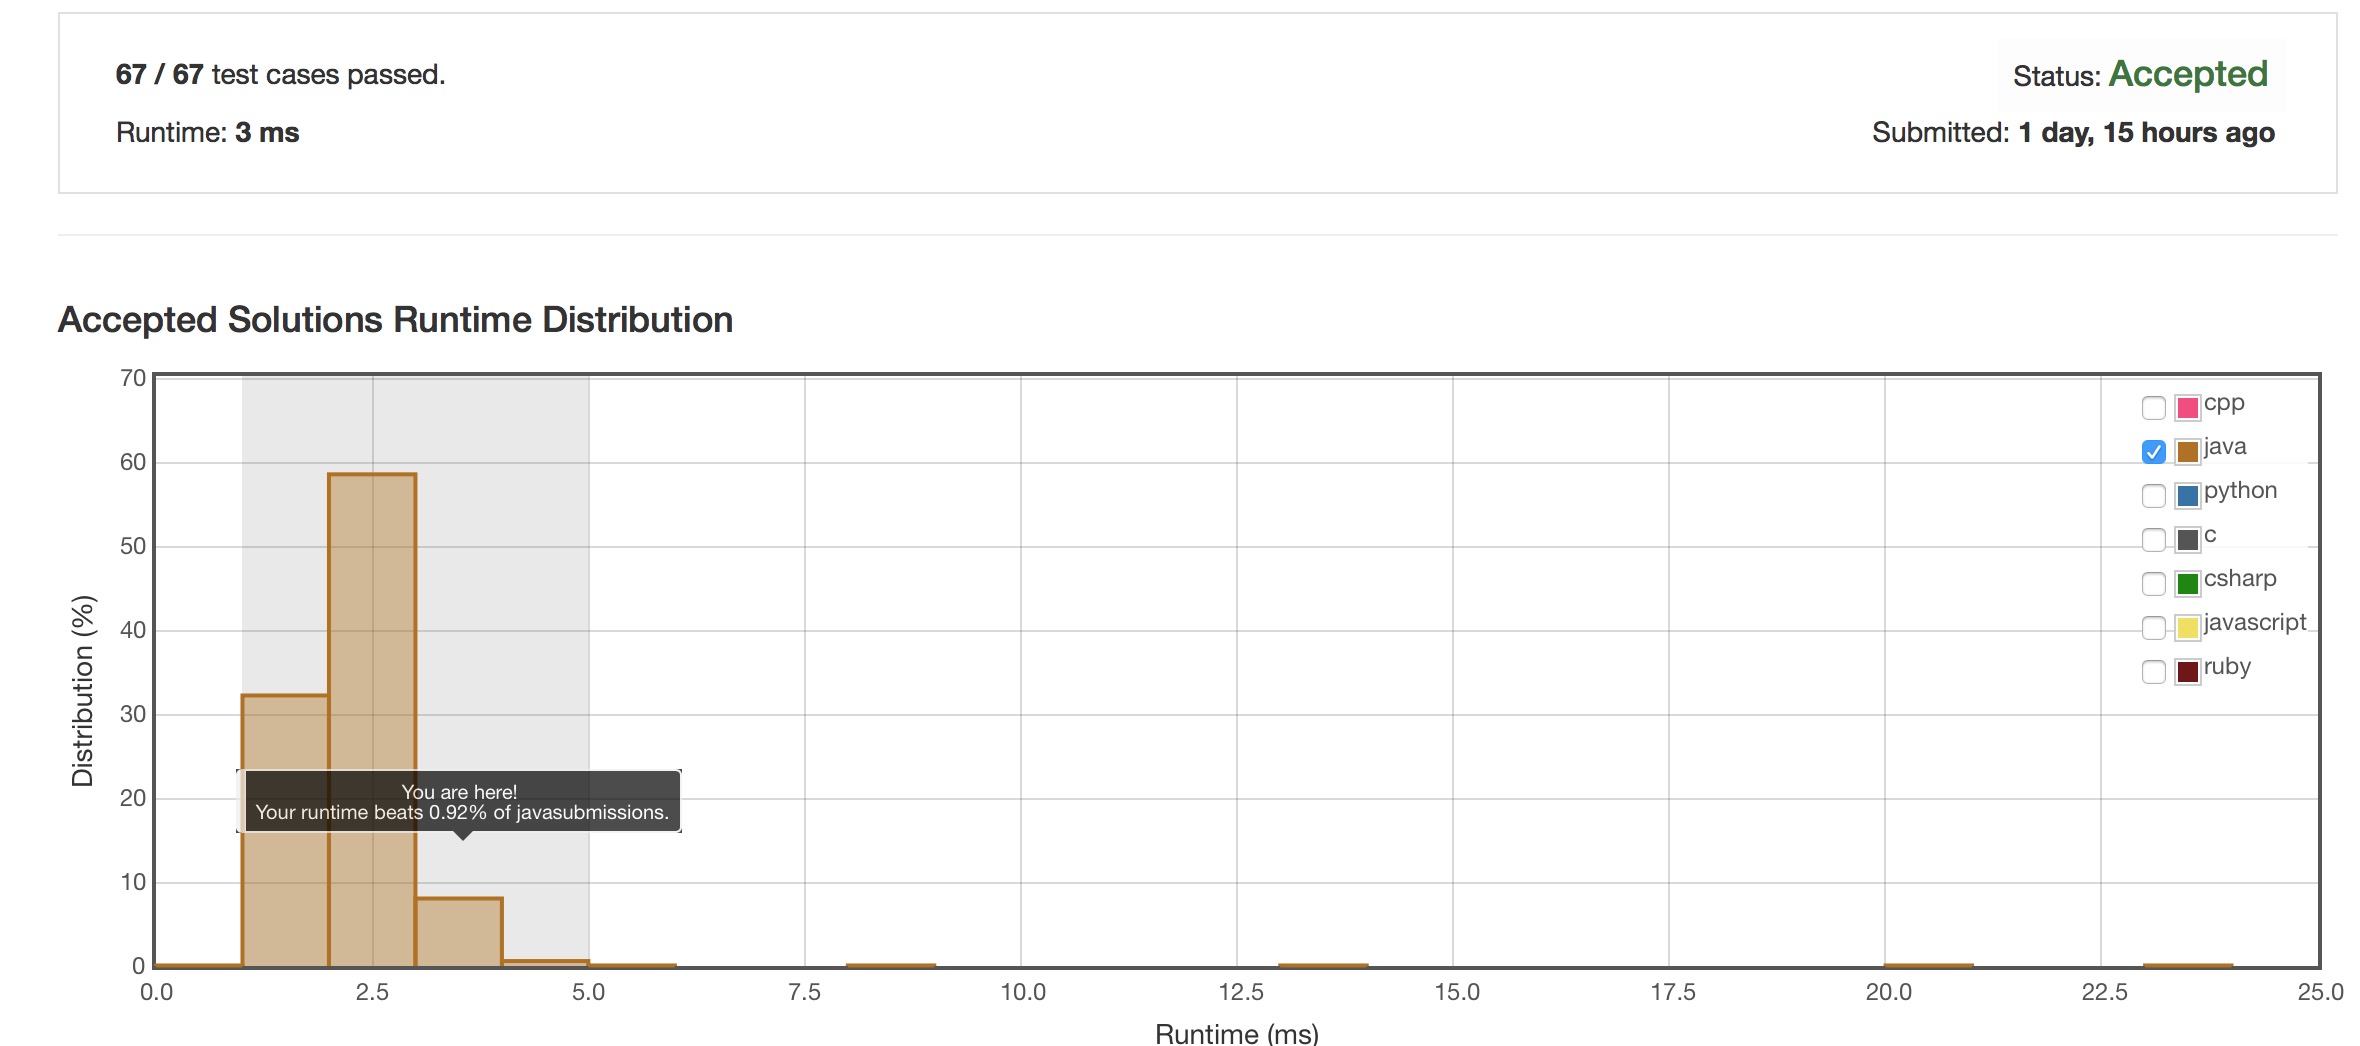 67 / 67 test cases passed.
Status: Accepted
Runtime: 3 ms
Submitted: 1 day, 15 hours ago
Accepted Solutions Runtime Distribution
70
60
50
40
30
20
10
0
Distribution (%)
You are here!
Your runtime beats 0.92% of javasubmissions.
cpp
java
python
c
csharp
javascript
ruby
0.0 2.5 5.0 7.5 10.0 12.5 15.0 17.5 20.0 22.5 25.0
Runtime (ms)